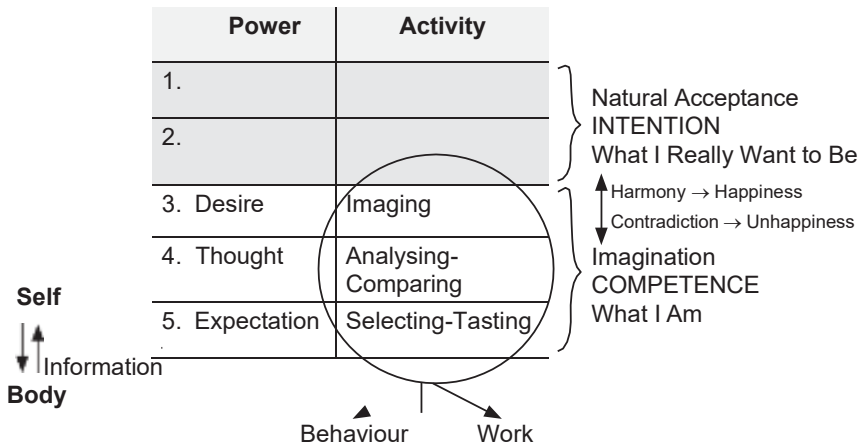 Power Activity
1.
2.
3. Desire Imaging
4. Thought Analysing-
Comparing
5. Expectation Selecting-Tasting
Natural Acceptance
INTENTION
What I Really Want to Be
Harmony → Happiness
Contradiction → Unhappiness
Imagination
COMPETENCE
What I Am
Self
Information
Body
Behaviour Work